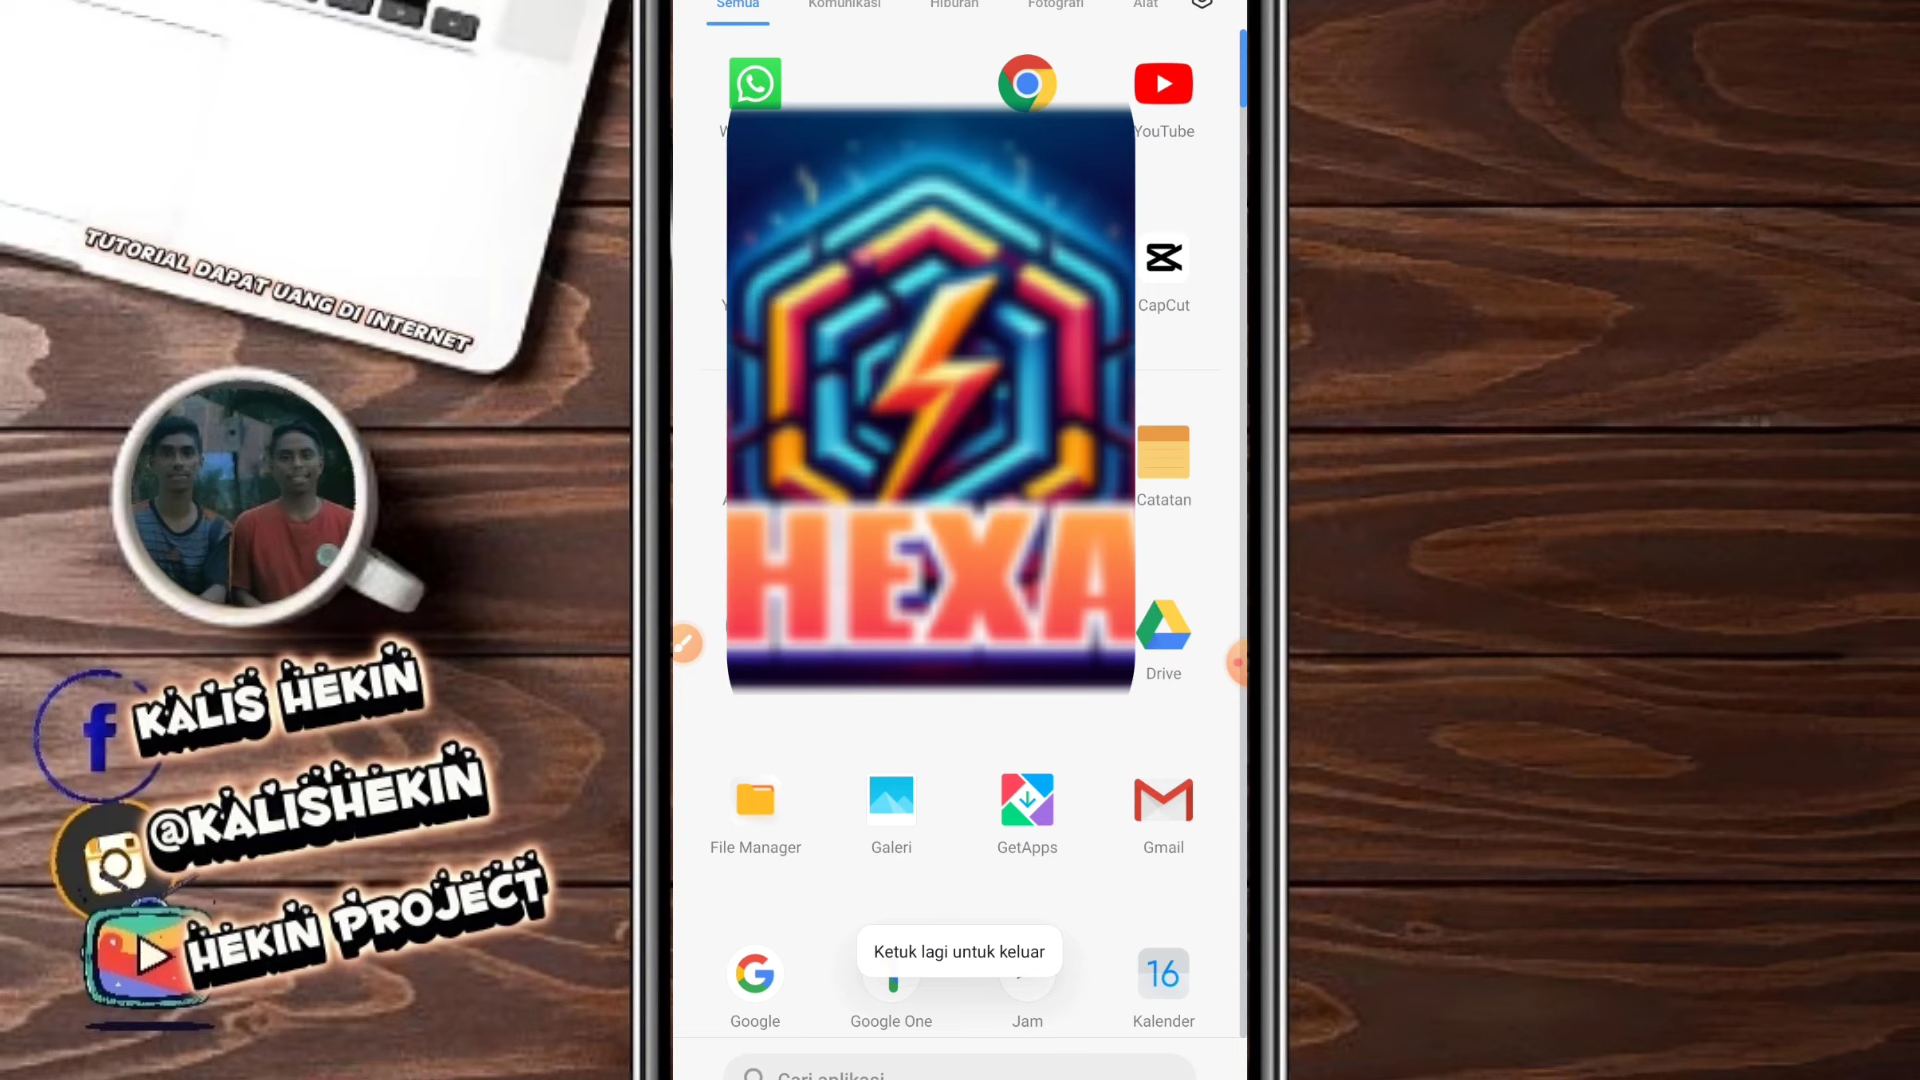 Semua
Komunikasi
Hiburan
Fotografi
Alat
YouTube
CapCut
Catatan
HEXA
Drive
File Manager
Galeri
GetApps
Gmail
Ketuk lagi untuk keluar
16
Google
Google One
Jam
Kalender
Cari aplikasi
TUTORIAL DAPAT UANG DI INTERNET
KALIS HEKIN
@KALISHEKIN
HEKIN PROJECT